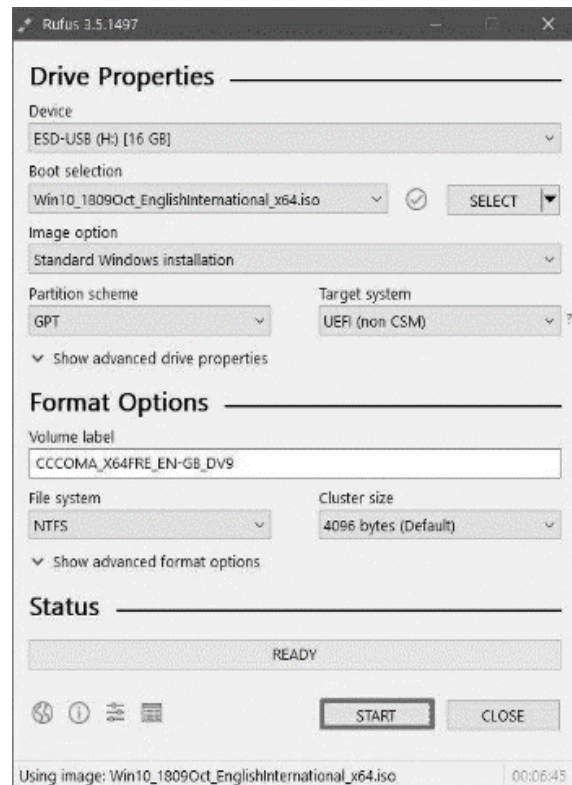 Rufus 3.5.1497
Drive Properties
Device
ESD-USB (H:) [16 GB]
Boot selection
Win10_1809Oct_EnglishInternational_x64.iso
SELECT
Image option
Standard Windows installation
Partition scheme Target system
GPT UEFI (non CSM) ?
Show advanced drive properties
Format Options
Volume label
CCCOMA_X64FRE_EN-GB_DV9
File system Cluster size
NTFS 4096 bytes (Default)
Show advanced format options
Status
READY
START CLOSE
Using image: Win10_1809Oct_EnglishInternational_x64.iso 00:06:45